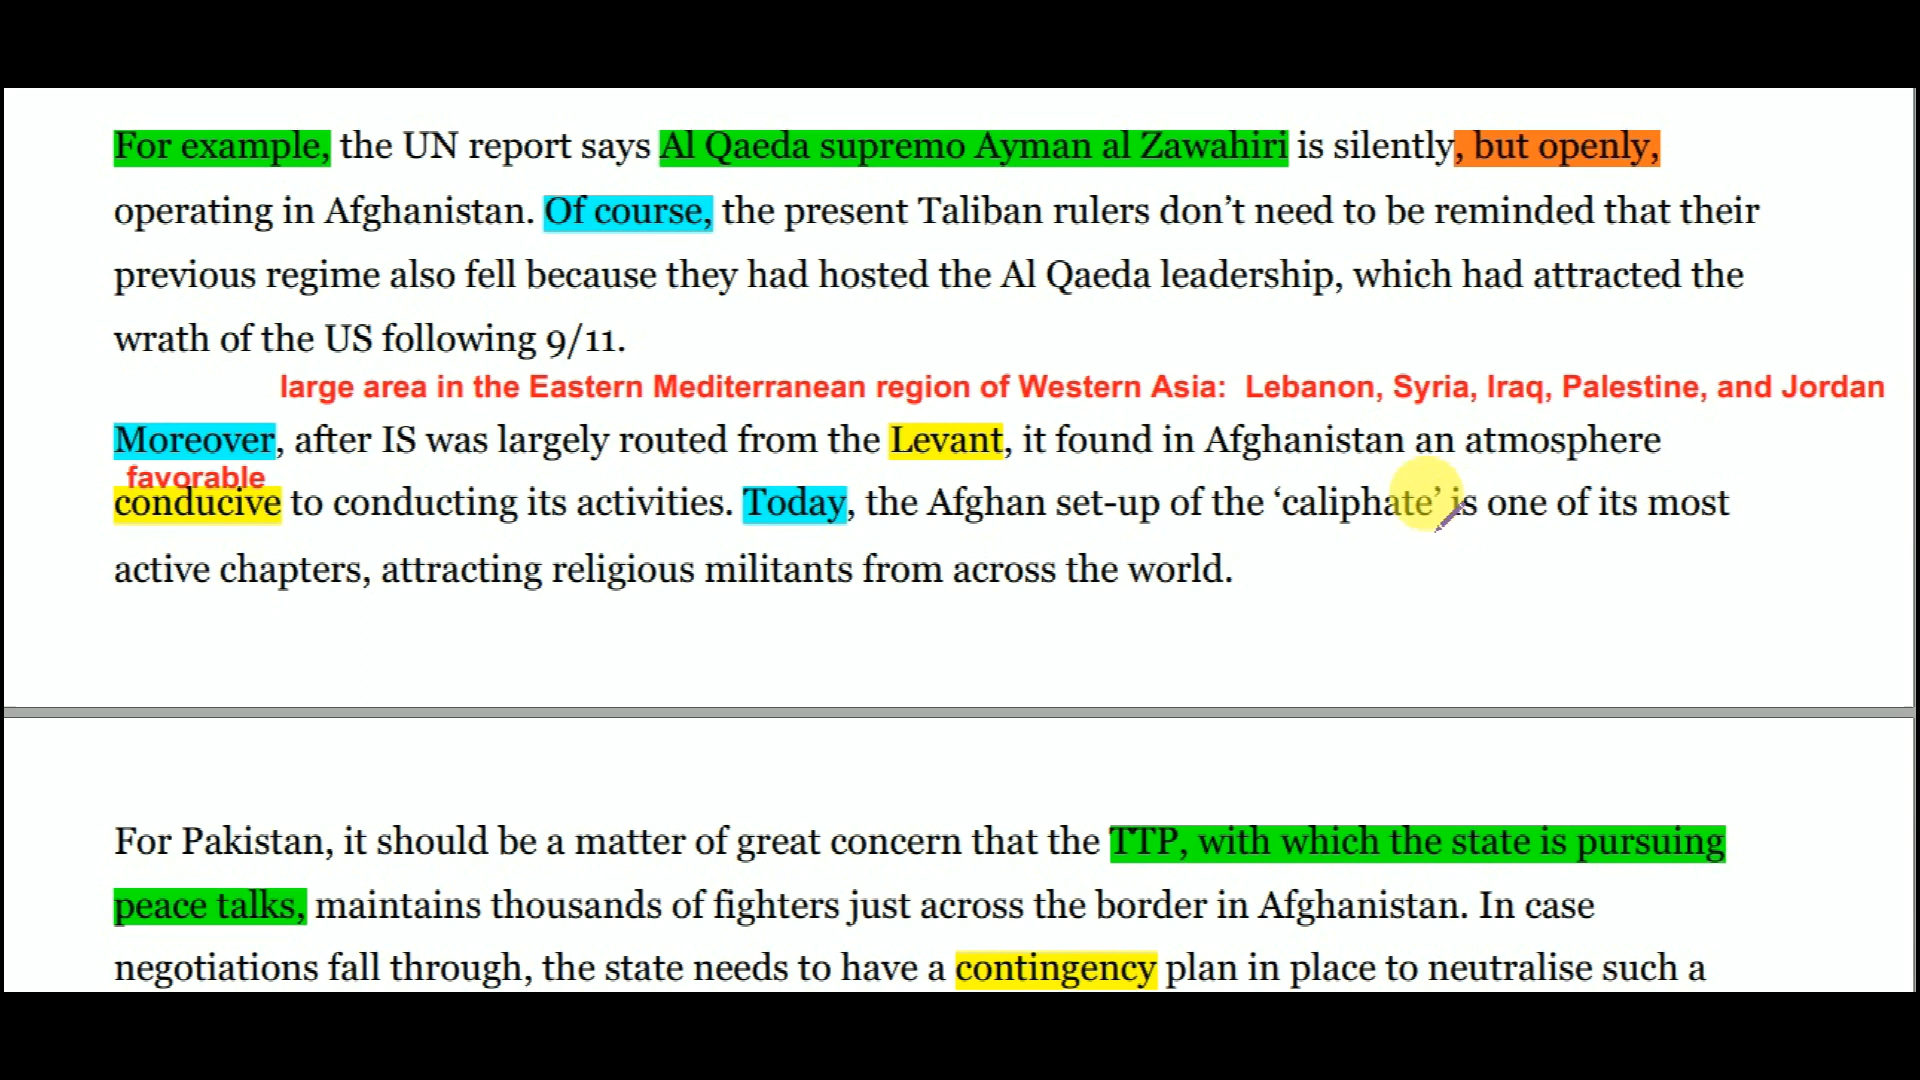 For example, the UN report says Al Qaeda supremo Ayman al Zawahiri is silently, but openly,
operating in Afghanistan. Of course, the present Taliban rulers don’t need to be reminded that their
previous regime also fell because they had hosted the Al Qaeda leadership, which had attracted the
wrath of the US following 9/11.
large area in the Eastern Mediterranean region of Western Asia: Lebanon, Syria, Iraq, Palestine, and Jordan
Moreover, after IS was largely routed from the Levant, it found in Afghanistan an atmosphere
favorable
conducive to conducting its activities. Today, the Afghan set-up of the ‘caliphate’ is one of its most
active chapters, attracting religious militants from across the world.
For Pakistan, it should be a matter of great concern that the TTP, with which the state is pursuing
peace talks, maintains thousands of fighters just across the border in Afghanistan. In case
negotiations fall through, the state needs to have a contingency plan in place to neutralise such a